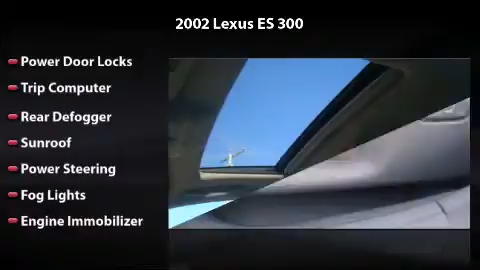 2002 Lexus ES 300
Power Door Locks
Trip Computer
Rear Defogger
Sunroof
Power Steering
Fog Lights
Engine Immobilizer